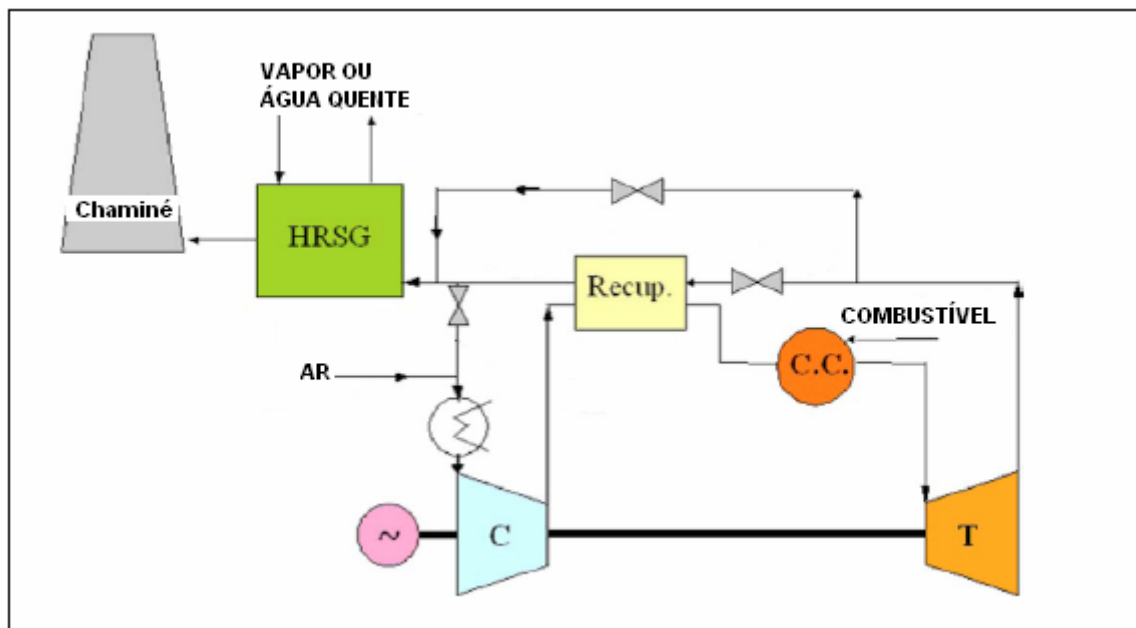 VAPOR OU
ÁGUA QUENTE
Chaminé
HRSG
Recup.
COMBUSTÍVEL
C.C.
AR
~
C
T